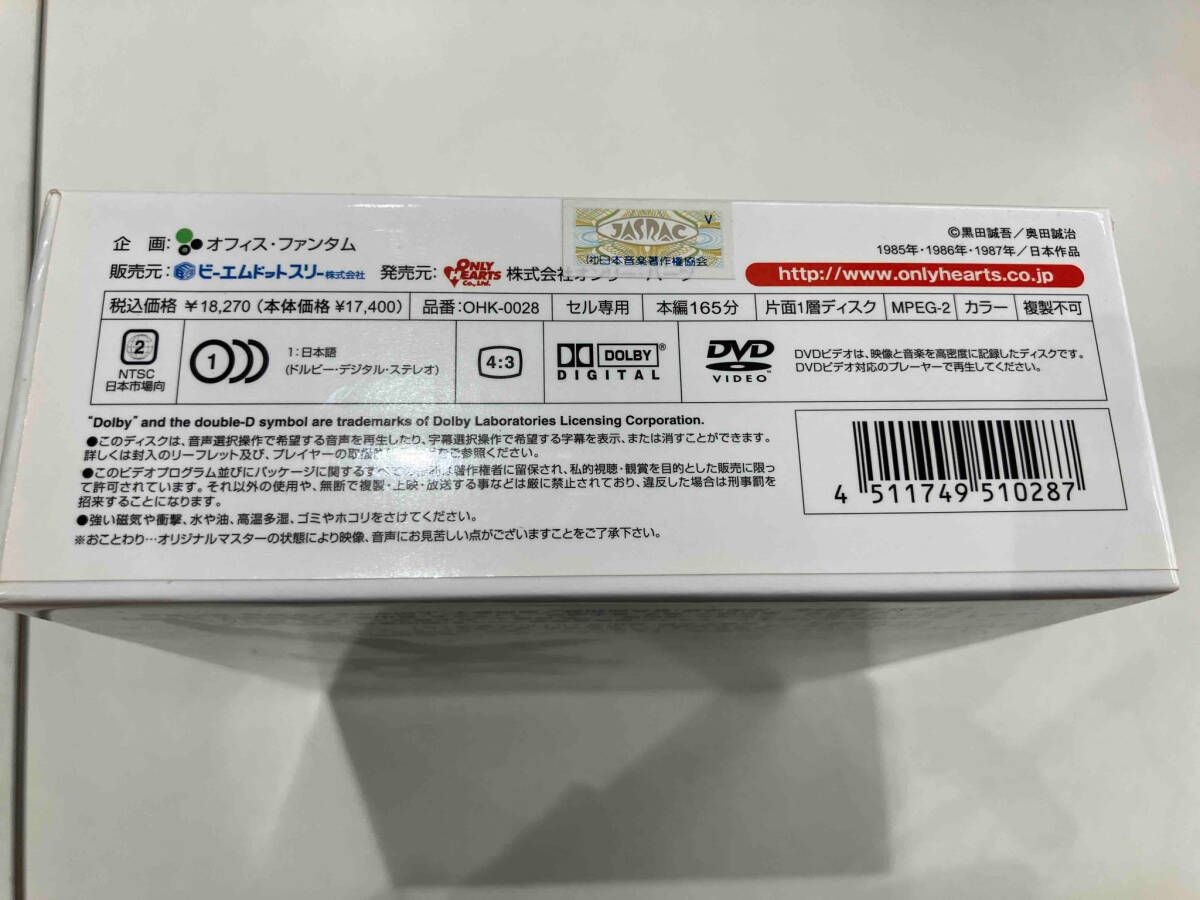 企　画：オフィス・ファンタム
JASRAC V
(社)日本音楽著作権協会
©黒田誠吾／奥田誠治
1985年・1986年・1987年／日本作品
販売元：ビーエムドットスリー株式会社 発売元：ONLY HEARTS Co., Ltd. 株式会社オンリー・ハーツ
http://www.onlyhearts.co.jp
税込価格 ¥18,270（本体価格 ¥17,400） 品番：OHK-0028 セル専用 本編165分 片面1層ディスク MPEG-2 カラー 複製不可
2
NTSC
日本市場向
1
1：日本語
(ドルビー・デジタル・ステレオ)
4:3
DOLBY®
DIGITAL
DVD
VIDEO™
DVDビデオは、映像と音楽を高密度に記録したディスクです。
DVDビデオ対応のプレーヤーで再生してください。
"Dolby" and the double-D symbol are trademarks of Dolby Laboratories Licensing Corporation.
●このディスクは、音声選択操作で希望する音声を再生したり、字幕選択操作で希望する字幕を表示、または消すことができます。
詳しくは封入のリーフレット及び、プレイヤーの取扱をご参照ください。
●このビデオプログラム並びにパッケージに関するすべては著作権者に留保され、私的視聴・観賞を目的とした販売に限っ
て許可されています。それ以外の使用や、無断で複製・上映・放送する事などは厳に禁止されており、違反した場合は刑事罰を
招来することになります。
●強い磁気や衝撃、水や油、高温多湿、ゴミやホコリをさけてください。
※おことわり…オリジナルマスターの状態により映像、音声にお見苦しい点がございますことをご了承下さい。
4 511749 510287